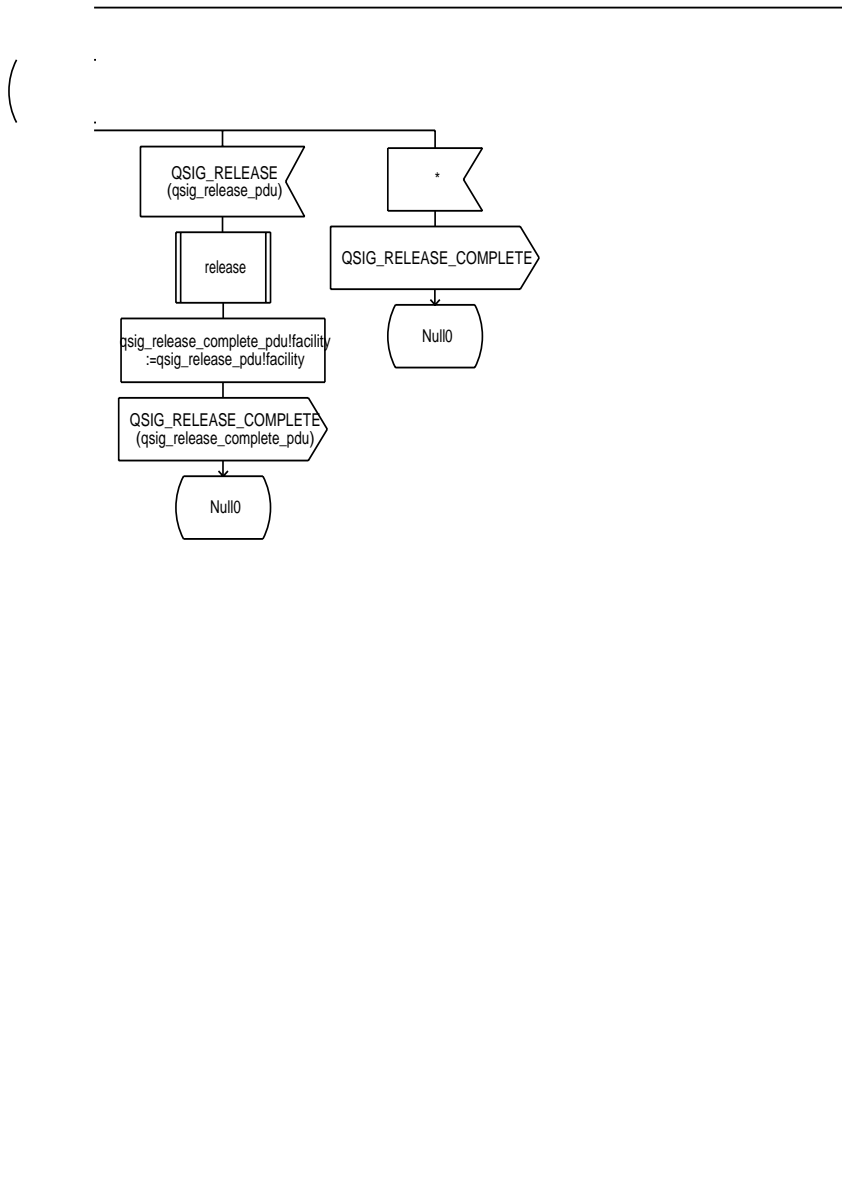 QSIG_RELEASE
(qsig_release_pdu)
*
release
QSIG_RELEASE_COMPLETE
qsig_release_complete_pdu!facility
:=qsig_release_pdu!facility
Null0
QSIG_RELEASE_COMPLETE
(qsig_release_complete_pdu)
Null0